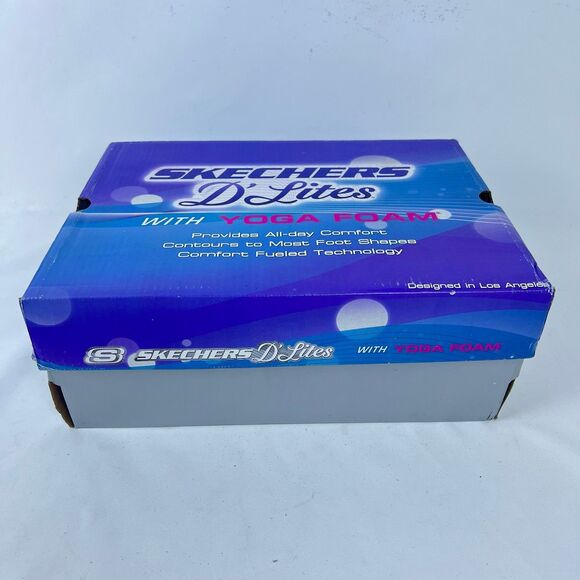 SKECHERS
D'Lites
WITH YOGA FOAM
Provides All-day Comfort
Contours to Most Foot Shapes
Comfort Fueled Technology
Designed in Los Angeles
S SKECHERS D'Lites WITH YOGA FOAM